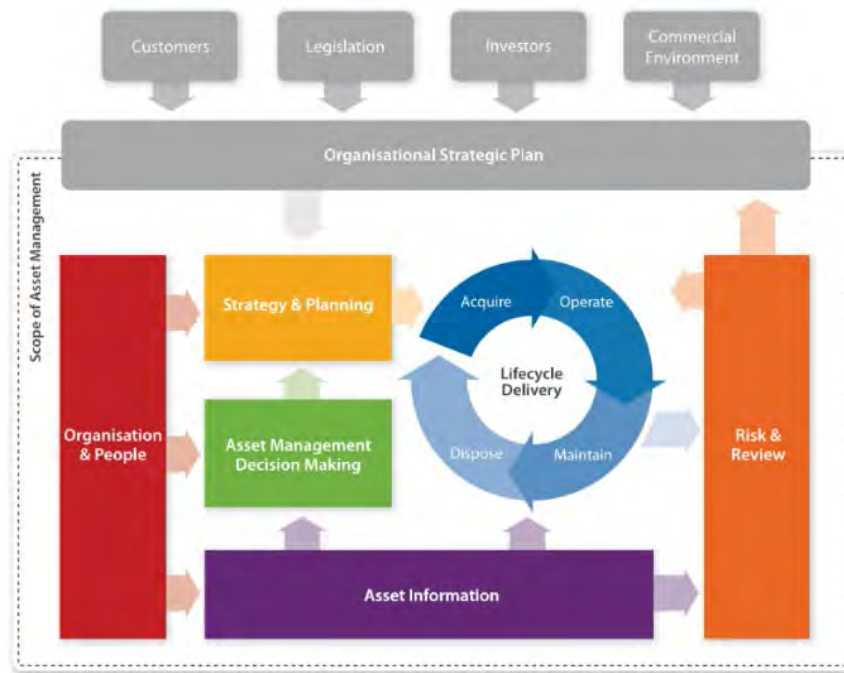 Customers
Legislation
Investors
Commercial
Environment
Organisational Strategic Plan
Scope of Asset Management
Strategy & Planning
Acquire
Operate
Lifecycle
Delivery
Organisation
& People
Asset Management
Decision Making
Dispose
Maintain
Risk &
Review
Asset Information